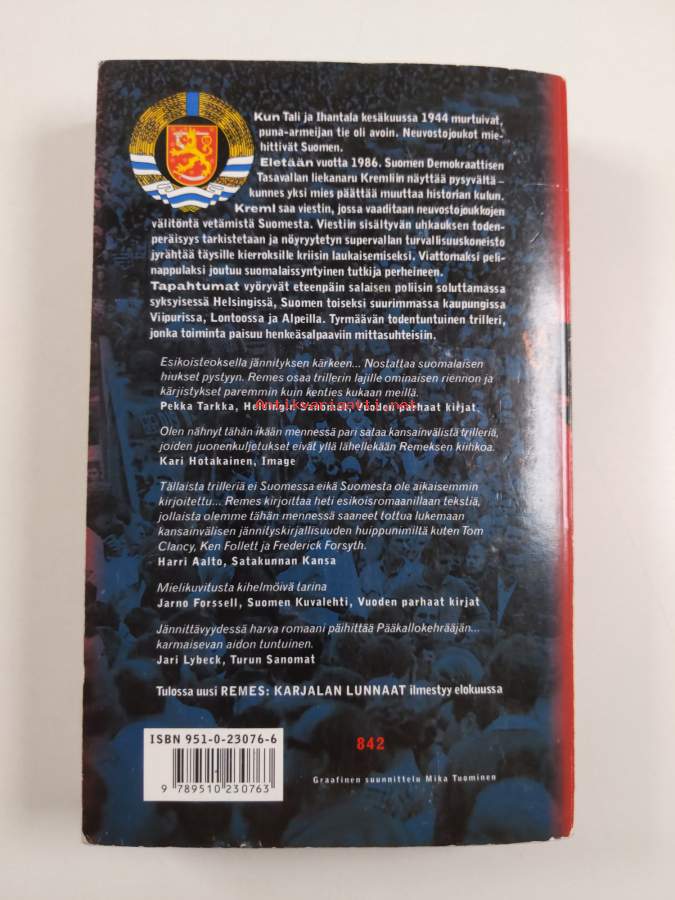 Kun Tali ja Ihantala kesäkuussa 1944 murtuivat,
puna-armeijan tie oli avoin. Neuvostojoukot mie-
hittivät Suomen.
Eletään vuotta 1986. Suomen Demokraattisen
Tasavallan liekanaru Kremliin näyttää pysyvältä –
kunnes yksi mies päättää muuttaa historian kulun.
Kreml saa viestin, jossa vaaditaan neuvostojoukkojen
välitöntä vetämistä Suomesta. Viestiin sisältyvän uhkauksen toden-
peräisyys tarkistetaan ja nöyryytetyn supervallan turvallisuuskoneisto
jyrähtää täysille kierroksille kriisin laukaisemiseksi. Viattomaksi peli-
nappulaksi joutuu suomalaissyntyinen tutkija perheineen.
Tapahtumat vyöryvät eteenpäin salaisen poliisin soluttamassa
syksyisessä Helsingissä, Suomen toiseksi suurimmassa kaupungissa
Viipurissa, Lontoossa ja Alpeilla. Tyrmäävän todentuntuinen trilleri,
jonka toiminta paisuu henkeäsalpaaviin mittasuhteisiin.
Esikoisteoksella jännityksen kärkeen... Nostattaa suomalaisen
hiukset pystyyn. Remes osaa trillerin lajille ominaisen riennon ja
kärjistykset paremmin kuin kenties kukaan meillä.
Antikvariaatti.net
Pekka Tarkka, Helsingin Sanomat, Vuoden parhaat kirjat
Olen nähnyt tähän ikään mennessä pari sataa kansainvälistä trilleriä,
joiden juonenkuljetukset eivät yllä lähellekään Remeksen kiihkoa.
Kari Hotakainen, Image
Tällaista trilleriä ei Suomessa eikä Suomesta ole aikaisemmin
kirjoitettu... Remes kirjoittaa heti esikoisromaanillaan tekstiä,
jollaista olemme tähän mennessä saaneet tottua lukemaan
kansainvälisen jännityskirjallisuuden huippunimiltä kuten Tom
Clancy, Ken Follett ja Frederick Forsyth.
Harri Aalto, Satakunnan Kansa
Mielikuvitusta kihelmöivä tarina
Jarno Forssell, Suomen Kuvalehti, Vuoden parhaat kirjat
Jännittävyydessä harva romaani päihittää Pääkallokehrääjän...
karmaisevan aidon tuntuinen.
Jari Lybeck, Turun Sanomat
Tulossa uusi REMES: KARJALAN LUNNAAT ilmestyy elokuussa
ISBN 951-0-23076-6
9 789510 230763
842
Graafinen suunnittelu Mika Tuominen